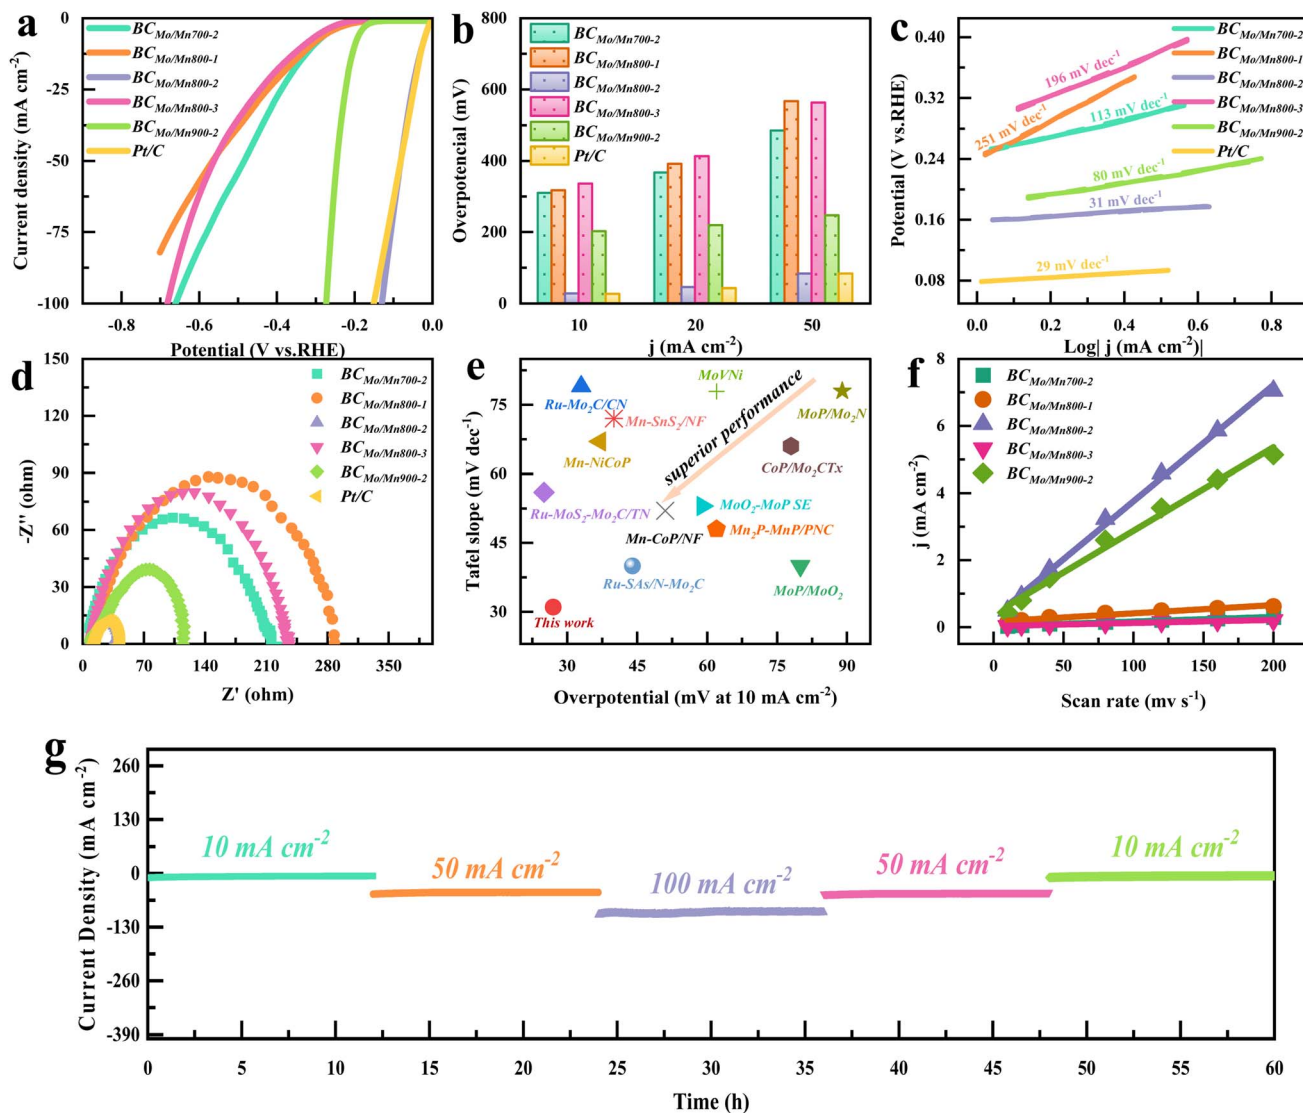 a
Current density (mA cm-2)
0
-25
-50
-75
-100
-0.8
-0.6
-0.4
-0.2
0.0
Potential (V vs.RHE)
BCMo/Mn700-2
BCMo/Mn800-1
BCMo/Mn800-2
BCMo/Mn800-3
BCMo/Mn900-2
Pt/C
b
Overpotencial (mV)
800
600
400
200
0
10
20
50
j (mA cm-2)
BCMo/Mn700-2
BCMo/Mn800-1
BCMo/Mn800-2
BCMo/Mn800-3
BCMo/Mn900-2
Pt/C
c
Potential (V vs.RHE)
0.40
0.32
0.24
0.16
0.08
0.0
0.2
0.4
0.6
0.8
Log| j (mA cm-2)|
196 mV dec-1
251 mV dec-1
113 mV dec-1
80 mV dec-1
31 mV dec-1
29 mV dec-1
BCMo/Mn700-2
BCMo/Mn800-1
BCMo/Mn800-2
BCMo/Mn800-3
BCMo/Mn900-2
Pt/C
d
-Z'' (ohm)
150
120
90
60
30
0
0
70
140
210
280
350
Z' (ohm)
BCMo/Mn700-2
BCMo/Mn800-1
BCMo/Mn800-2
BCMo/Mn800-3
BCMo/Mn900-2
Pt/C
e
Tafel slope (mV dec-1)
75
60
45
30
30
45
60
75
90
Overpotential (mV at 10 mA cm-2)
Ru-Mo2C/CN
MoVNi
MoP/Mo2N
Mn-SnS2/NF
superior performance
Mn-NiCoP
CoP/Mo2CTx
Ru-MoS2-Mo2C/TN
MoO2-MoP SE
Mn-CoP/NF
Mn2P-MnP/PNC
Ru-SAs/N-Mo2C
MoP/MoO2
This work
f
j (mA cm-2)
8
6
4
2
0
0
50
100
150
200
Scan rate (mv s-1)
BCMo/Mn700-2
BCMo/Mn800-1
BCMo/Mn800-2
BCMo/Mn800-3
BCMo/Mn900-2
g
Current Density (mA cm-2)
260
130
0
-130
-260
-390
10 mA cm-2
50 mA cm-2
100 mA cm-2
50 mA cm-2
10 mA cm-2
0
5
10
15
20
25
30
35
40
45
50
55
60
Time (h)